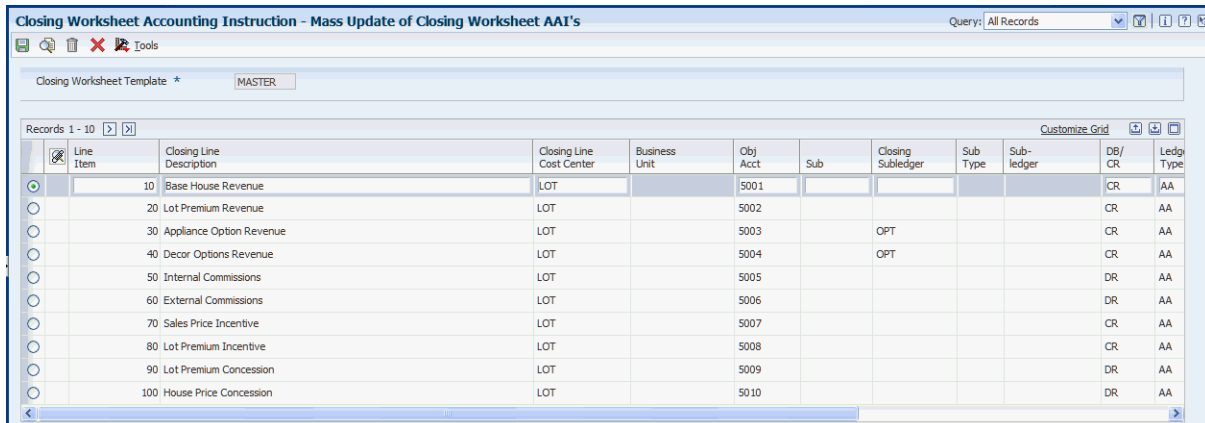 Closing Worksheet Accounting Instruction - Mass Update of Closing Worksheet AAI's Query: All Records
Tools
Closing Worksheet Template * MASTER
Records 1 - 10 Customize Grid
Line Item Closing Line Description Closing Line Cost Center Business Unit Obj Acct Sub Closing Subledger Sub Type Sub- ledger DB/ CR Type
10 Base House Revenue LOT 5001 CR AA
20 Lot Premium Revenue LOT 5002 CR AA
30 Appliance Option Revenue LOT 5003 OPT CR AA
40 Decor Options Revenue LOT 5004 OPT CR AA
50 Internal Commissions LOT 5005 DR AA
60 External Commissions LOT 5006 DR AA
70 Sales Price Incentive LOT 5007 CR AA
80 Lot Premium Incentive LOT 5008 CR AA
90 Lot Premium Concession LOT 5009 DR AA
100 House Price Concession LOT 5010 DR AA